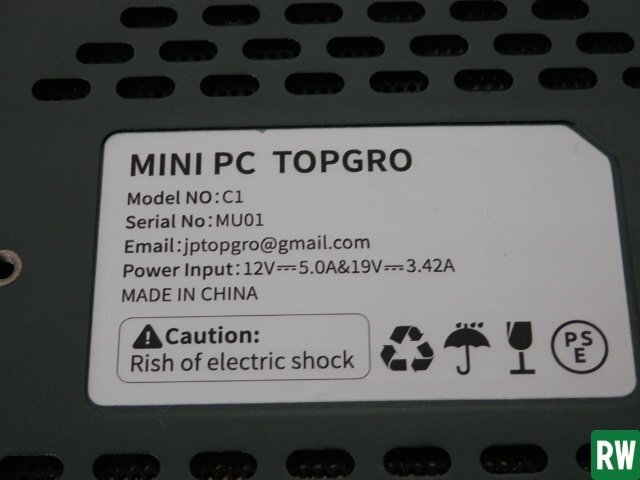 MINI PC TOPGRO
Model NO:C1
Serial No:MU01
Email:jptopgro@gmail.com
Power Input:12V⎓5.0A&19V⎓3.42A
MADE IN CHINA
Caution:
Rish of electric shock
PS
E
RW